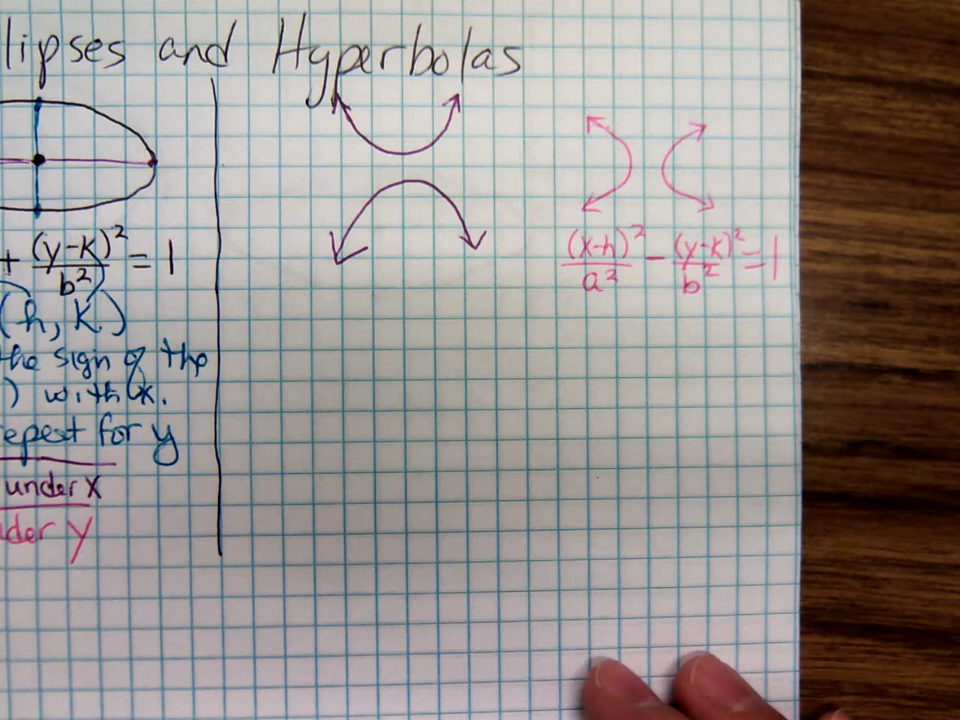 lipses and Hyperbolas
+ (y-k)²/b² = 1
(h, k)
the sign of the
) with x.
epeat for y
under x
der y
(x-h)²/a² - (y-k)²/b² = 1